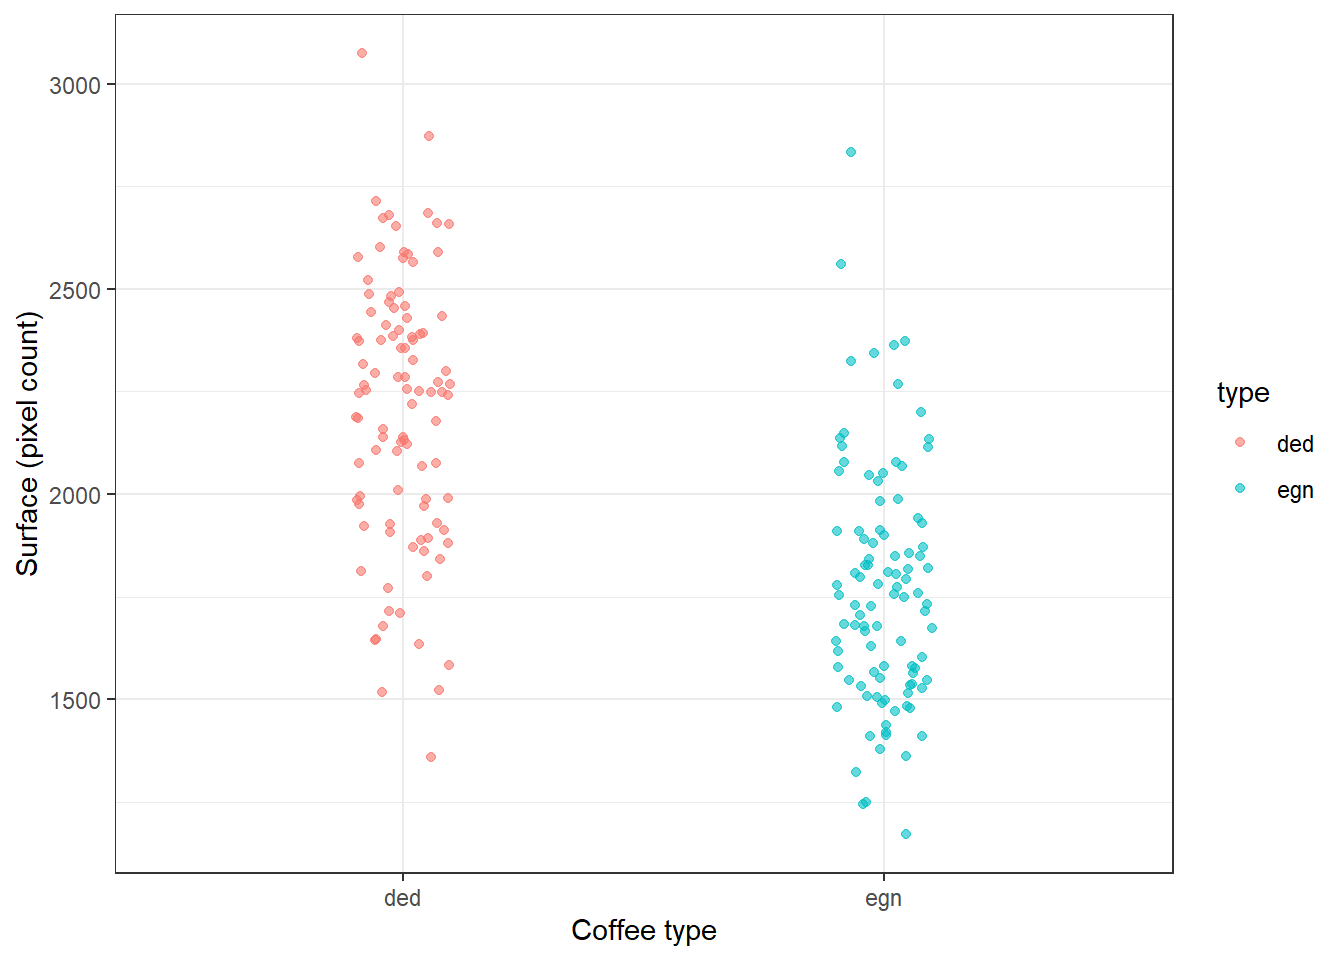 Surface (pixel count)
3000
2500
2000
1500
ded
egn
Coffee type
type
ded
egn